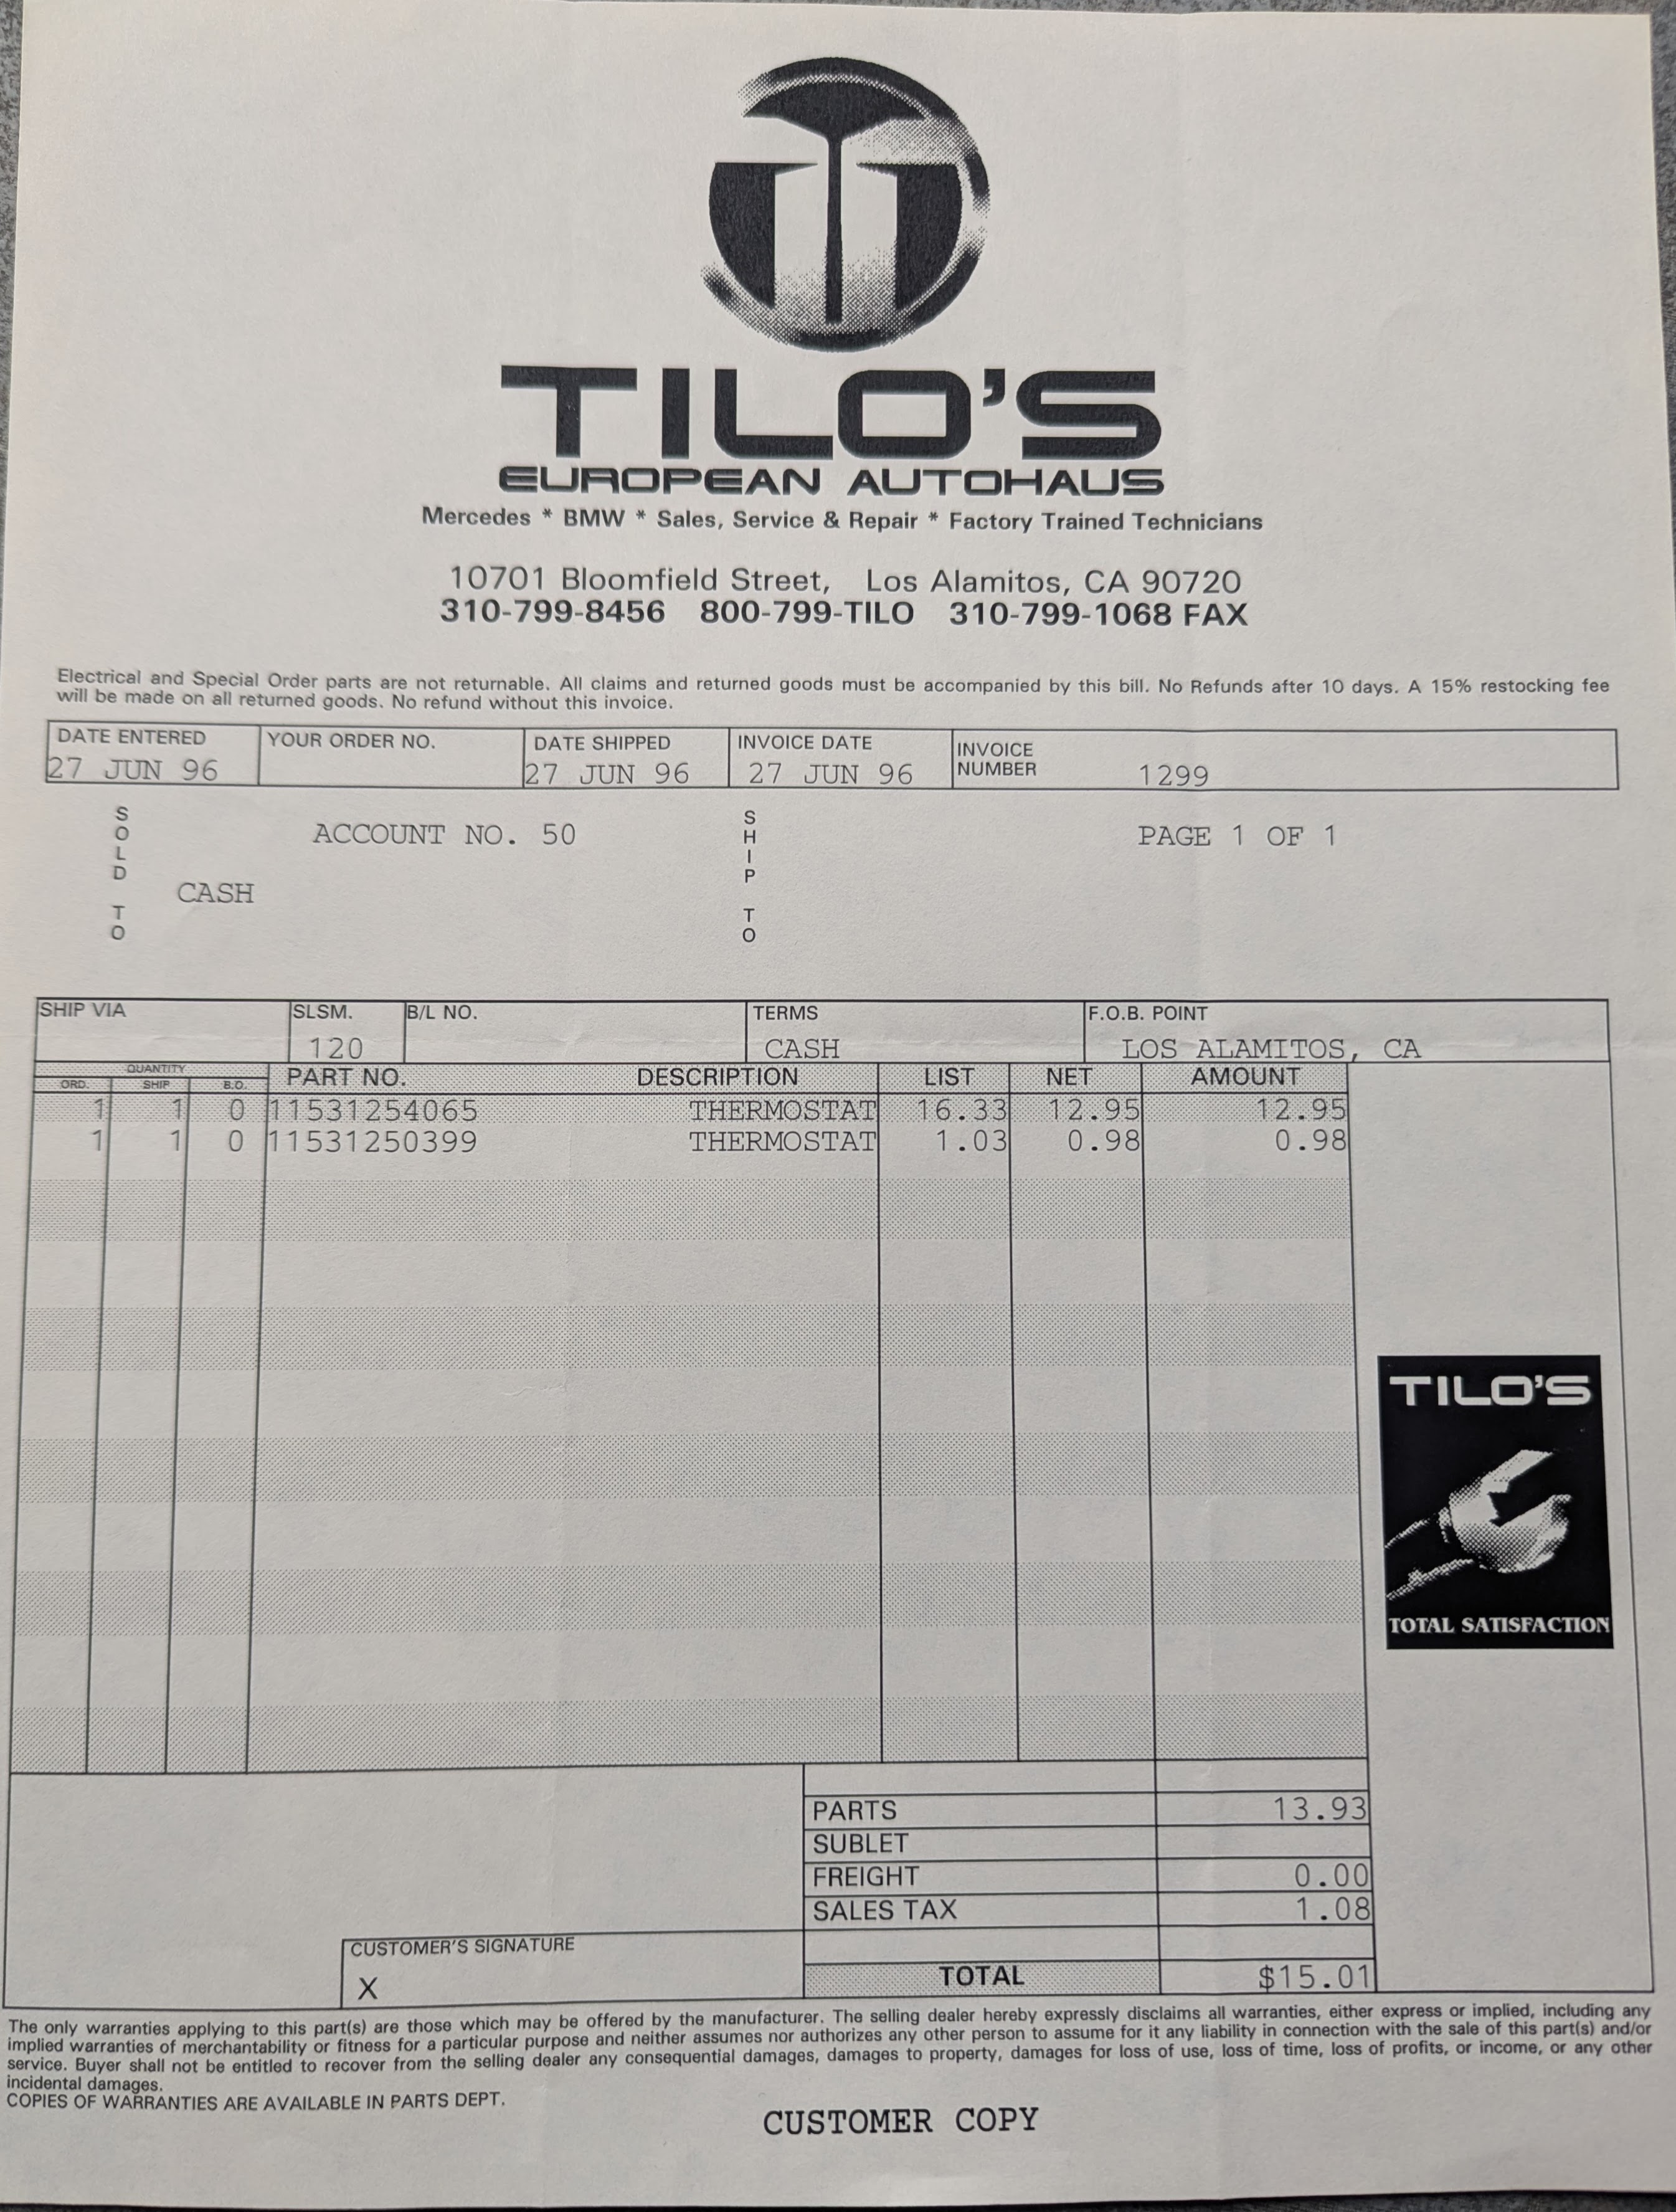 TILO'S
EUROPEAN AUTOHAUS
Mercedes * BMW * Sales, Service & Repair * Factory Trained Technicians
10701 Bloomfield Street, Los Alamitos, CA 90720
310-799-8456 800-799-TILO 310-799-1068 FAX
Electrical and Special Order parts are not returnable. All claims and returned goods must be accompanied by this bill. No Refunds after 10 days. A 15% restocking fee
will be made on all returned goods. No refund without this invoice.
DATE ENTERED YOUR ORDER NO. DATE SHIPPED INVOICE DATE INVOICE NUMBER
27 JUN 96 27 JUN 96 27 JUN 96 1299
SOLD TO ACCOUNT NO. 50 SHIP TO PAGE 1 OF 1
CASH
SHIP VIA SLSM. B/L NO. TERMS F.O.B. POINT
120 CASH LOS ALAMITOS, CA
QUANTITY
ORD. SHIP B.O. PART NO. DESCRIPTION LIST NET AMOUNT
1 1 0 11531254065 THERMOSTAT 16.33 12.95 12.95
1 1 0 11531250399 THERMOSTAT 1.03 0.98 0.98
TILO'S
TOTAL SATISFACTION
PARTS 13.93
SUBLET
FREIGHT 0.00
SALES TAX 1.08
CUSTOMER'S SIGNATURE
X
TOTAL $15.01
The only warranties applying to this part(s) are those which may be offered by the manufacturer. The selling dealer hereby expressly disclaims all warranties, either express or implied, including any
implied warranties of merchantability or fitness for a particular purpose and neither assumes nor authorizes any other person to assume for it any liability in connection with the sale of this part(s) and/or
service. Buyer shall not be entitled to recover from the selling dealer any consequential damages, damages to property, damages for loss of use, loss of time, loss of profits, or income, or any other
incidental damages.
COPIES OF WARRANTIES ARE AVAILABLE IN PARTS DEPT.
CUSTOMER COPY